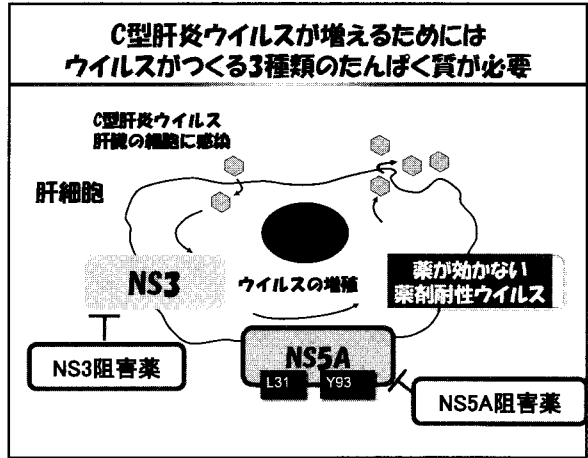 C型肝炎ウイルスが増えるためには
ウイルスがつくる3種類のたんぱく質が必要
C型肝炎ウイルス
肝臓の細胞に感染
肝細胞
NS3
ウイルスの増殖
薬が効かない
薬剤耐性ウイルス
NS5A
L31
Y93
NS3阻害薬
NS5A阻害薬